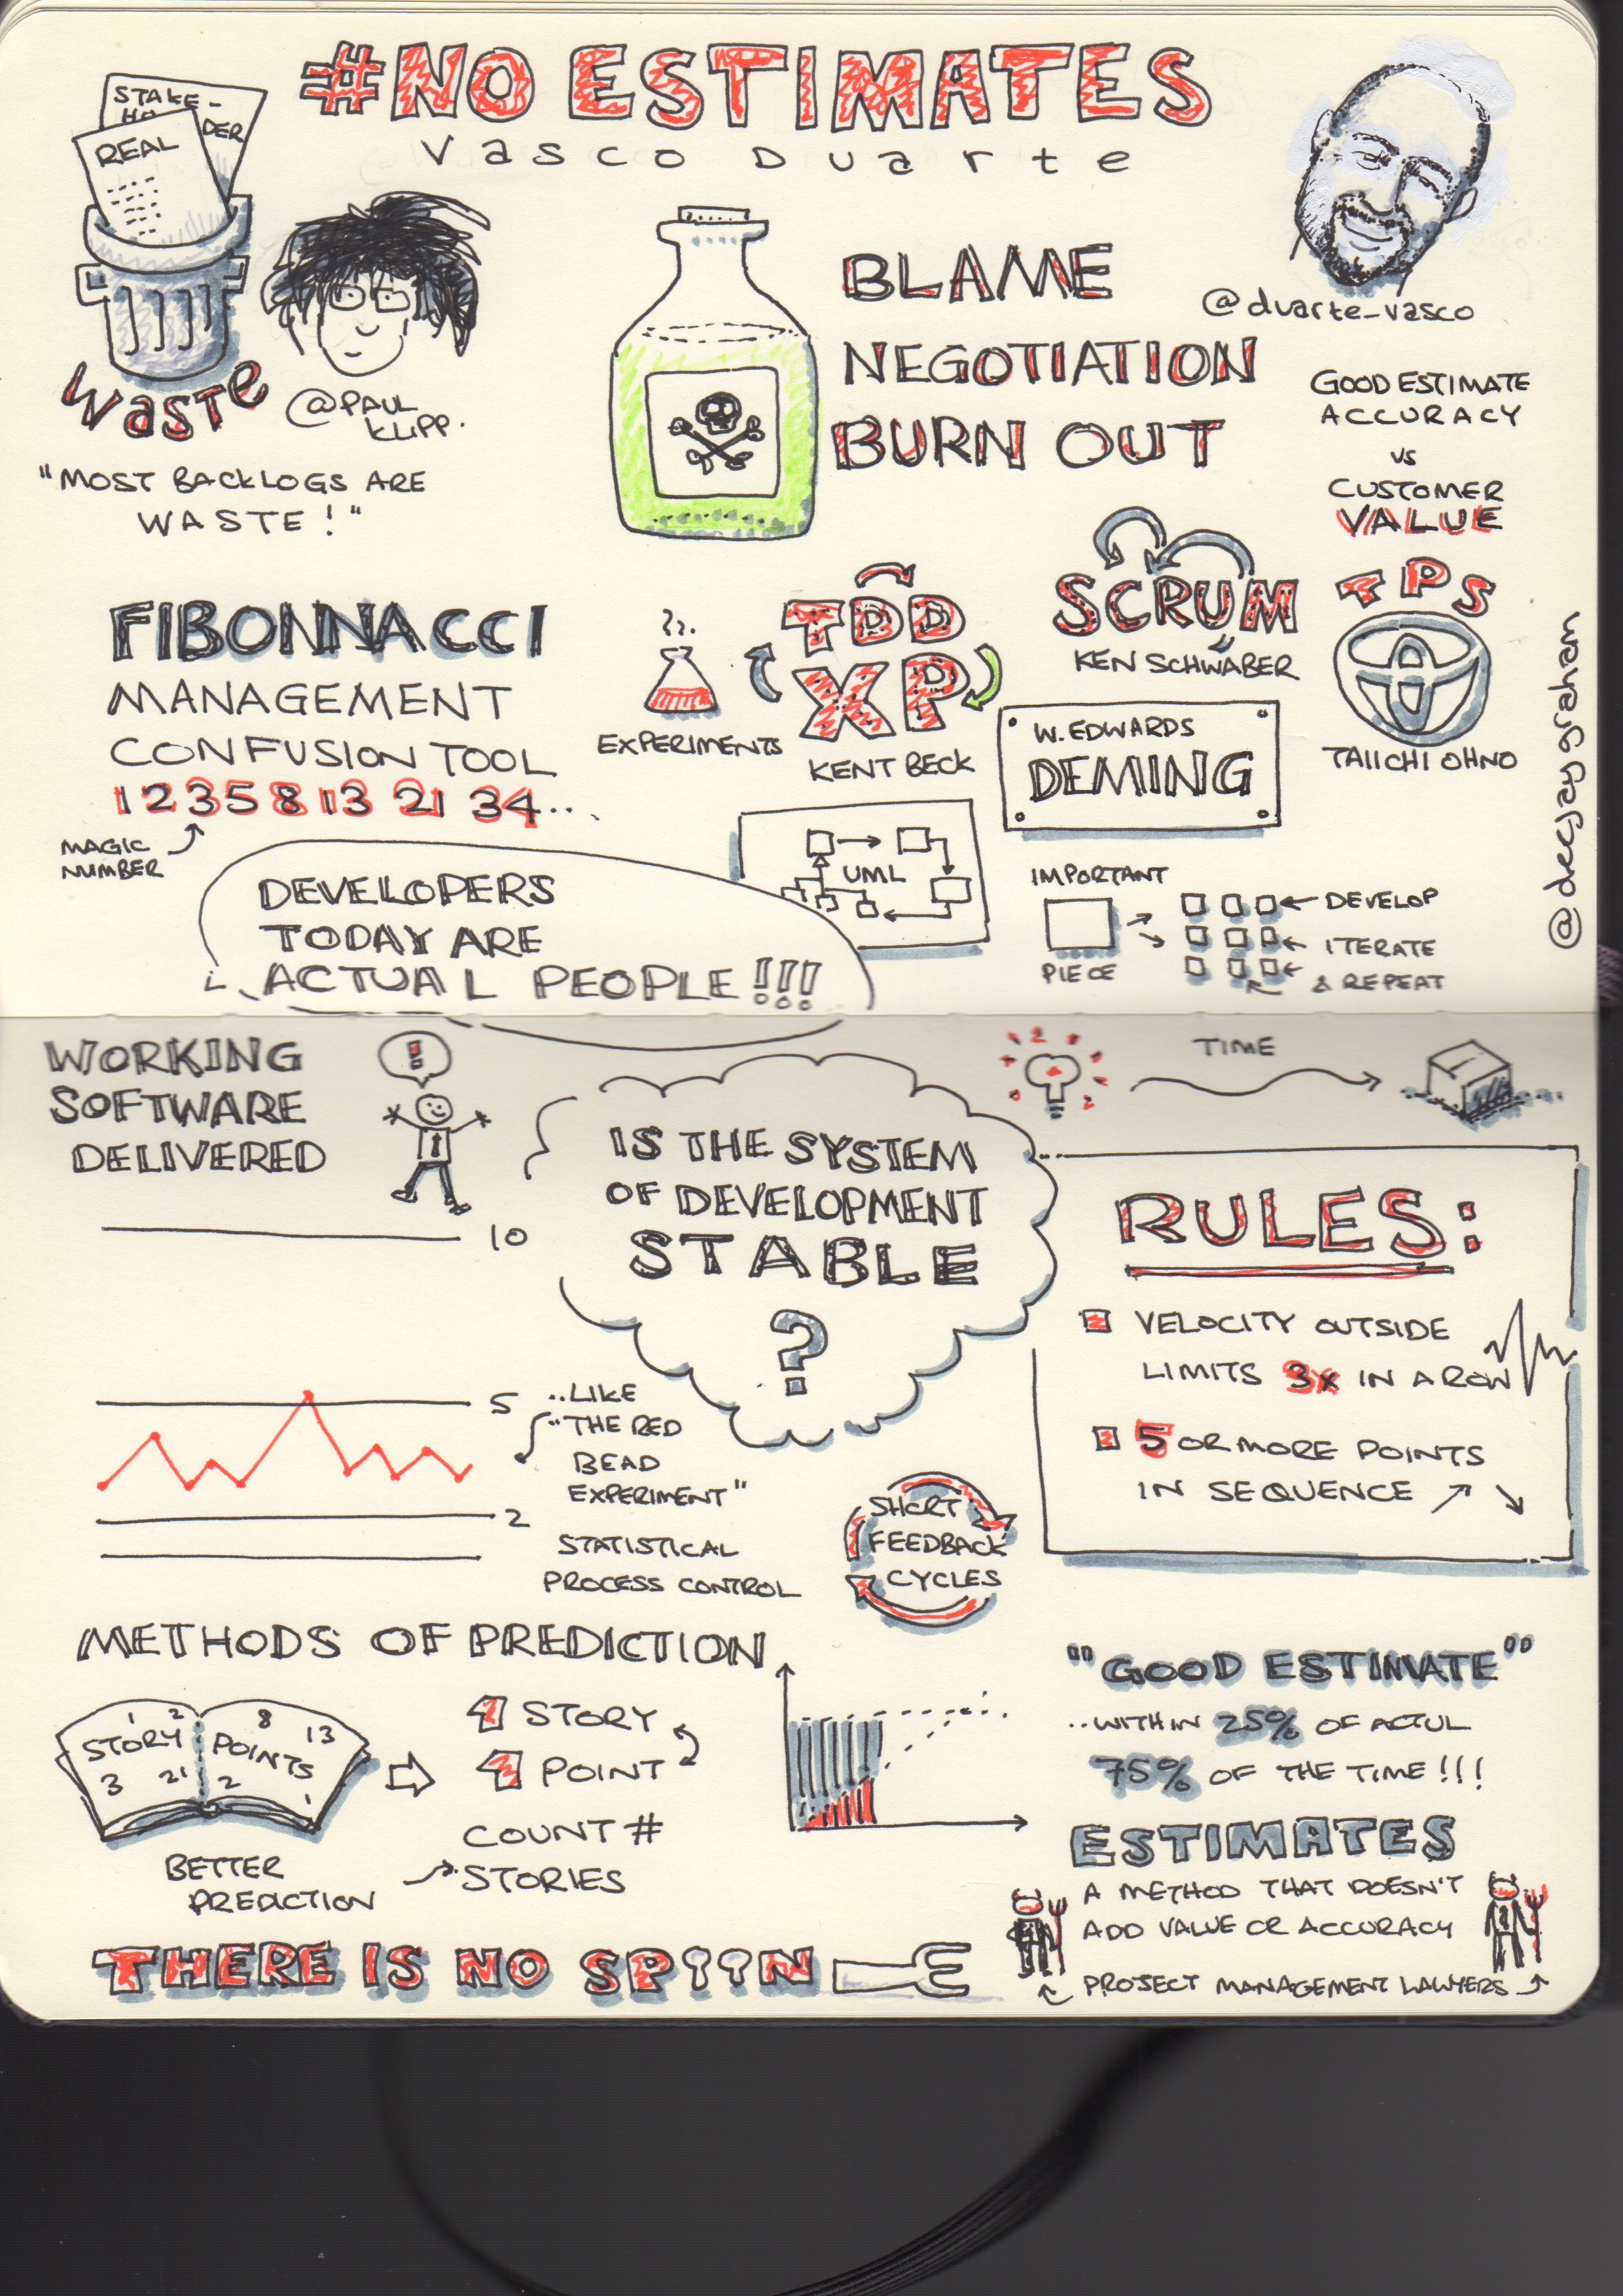 #NO ESTIMATES
Vasco Duarte
STAKE-
HO DER
REAL
WASTE
@PAUL
KLIPP.
"MOST BACKLOGS ARE
WASTE!"
BLAME
NEGOTIATION
BURN OUT
@duarte_vasco
GOOD ESTIMATE
ACCURACY
VS
CUSTOMER
VALUE
FIBONNACCI
MANAGEMENT
CONFUSION TOOL
1 2 3 5 8 13 21 34...
MAGIC
NUMBER
EXPERIMENTS
TDD
XP
KENT BECK
SCRUM
KEN SCHWABER
TPS
TAIICHI OHNO
W. EDWARDS
DEMING
@deejaygraham
UML
DEVELOPERS
TODAY ARE
ACTUAL PEOPLE!!!
IMPORTANT
PIECE
DEVELOP
ITERATE
& REPEAT
WORKING
SOFTWARE
DELIVERED
!
10
5
2
IS THE SYSTEM
OF DEVELOPMENT
STABLE
?
TIME
RULES:
VELOCITY OUTSIDE
LIMITS 3x IN A ROW
5 OR MORE POINTS
IN SEQUENCE
..LIKE
"THE RED
BEAD
EXPERIMENT"
STATISTICAL
PROCESS CONTROL
SHORT
FEEDBACK
CYCLES
METHODS OF PREDICTION
1 2 8 13
STORY POINTS
3 21 2 1
BETTER
PREDICTION
1 STORY
1 POINT
COUNT #
STORIES
"GOOD ESTIMATE"
..WITHIN 25% OF ACTUL
75% OF THE TIME!!!
ESTIMATES
A METHOD THAT DOESN'T
ADD VALUE OR ACCURACY
PROJECT MANAGEMENT LAWYERS
THERE IS NO SPOON